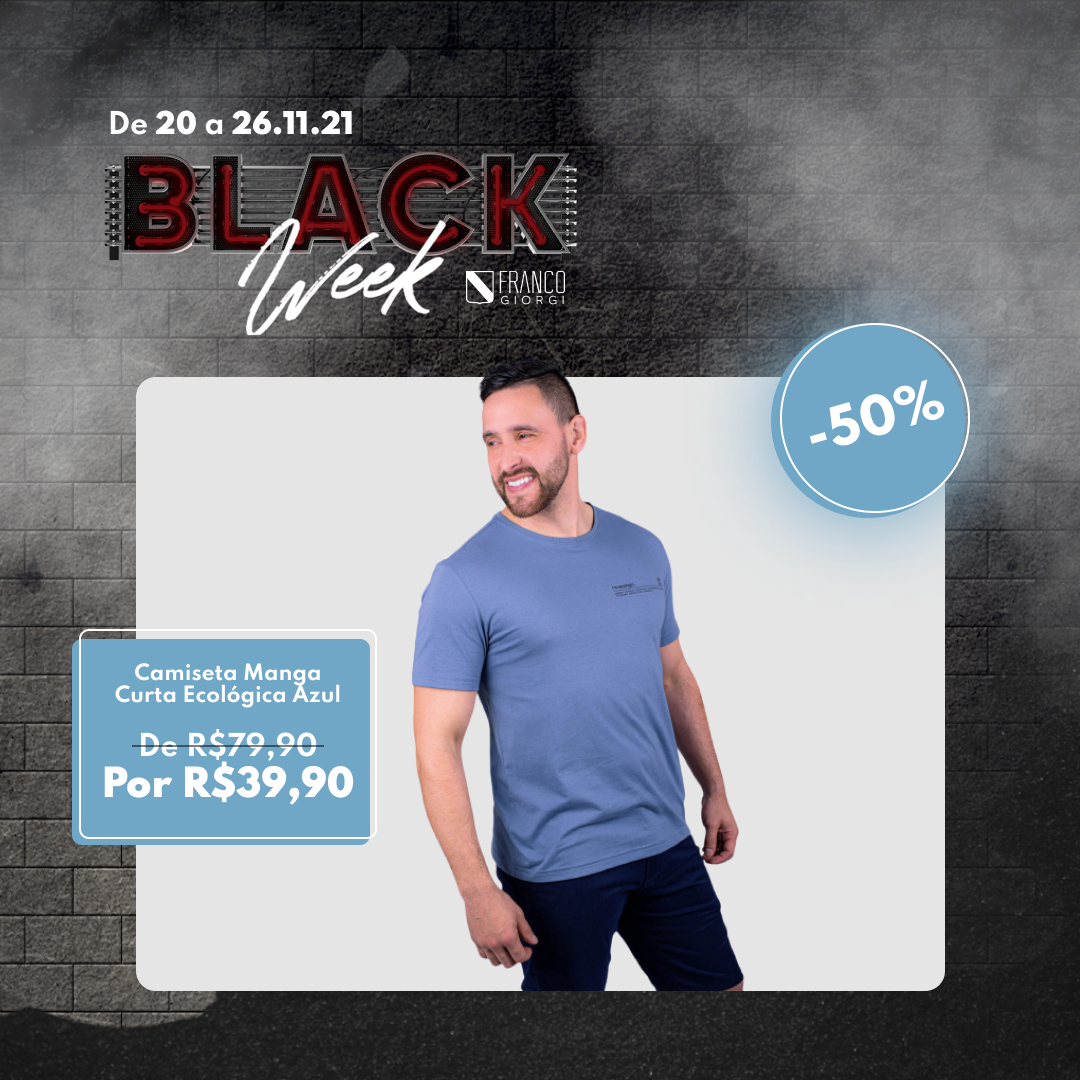 De 20 a 26.11.21
BLACK
Week
FRANCO
GIORGI
-50%
Camiseta Manga
Curta Ecológica Azul
De R$79,90
Por R$39,90